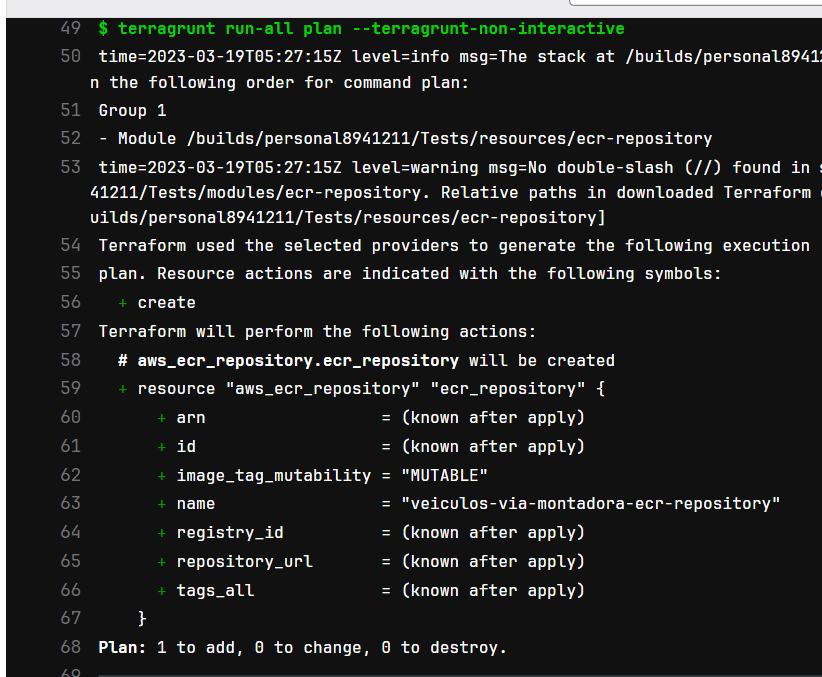 49 $ terragrunt run-all plan --terragrunt-non-interactive
50 time=2023-03-19T05:27:15Z level=info msg=The stack at /builds/personal8941
n the following order for command plan:
51 Group 1
52 - Module /builds/personal8941211/Tests/resources/ecr-repository
53 time=2023-03-19T05:27:15Z level=warning msg=No double-slash (//) found in
41211/Tests/modules/ecr-repository. Relative paths in downloaded Terraform
uilds/personal8941211/Tests/resources/ecr-repository]
54 Terraform used the selected providers to generate the following execution
55 plan. Resource actions are indicated with the following symbols:
56 + create
57 Terraform will perform the following actions:
58 # aws_ecr_repository.ecr_repository will be created
59 + resource "aws_ecr_repository" "ecr_repository" {
60 + arn = (known after apply)
61 + id = (known after apply)
62 + image_tag_mutability = "MUTABLE"
63 + name = "veiculos-via-montadora-ecr-repository"
64 + registry_id = (known after apply)
65 + repository_url = (known after apply)
66 + tags_all = (known after apply)
67 }
68 Plan: 1 to add, 0 to change, 0 to destroy.
69